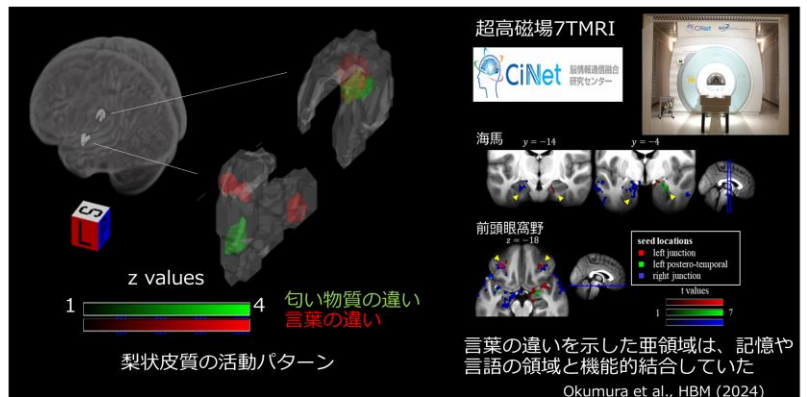 超高磁場7TMRI
CiNet
脳情報通信融合
研究センター
S
L
z values
1
4
匂い物質の違い
言葉の違い
梨状皮質の活動パターン
海馬
y = −14
y = −4
前頭眼窩野
z = −18
seed locations
left junction
left postero-temporal
right junction
t values
1
7
言葉の違いを示した亜領域は、記憶や
言語の領域と機能的結合していた
Okumura et al., HBM (2024)